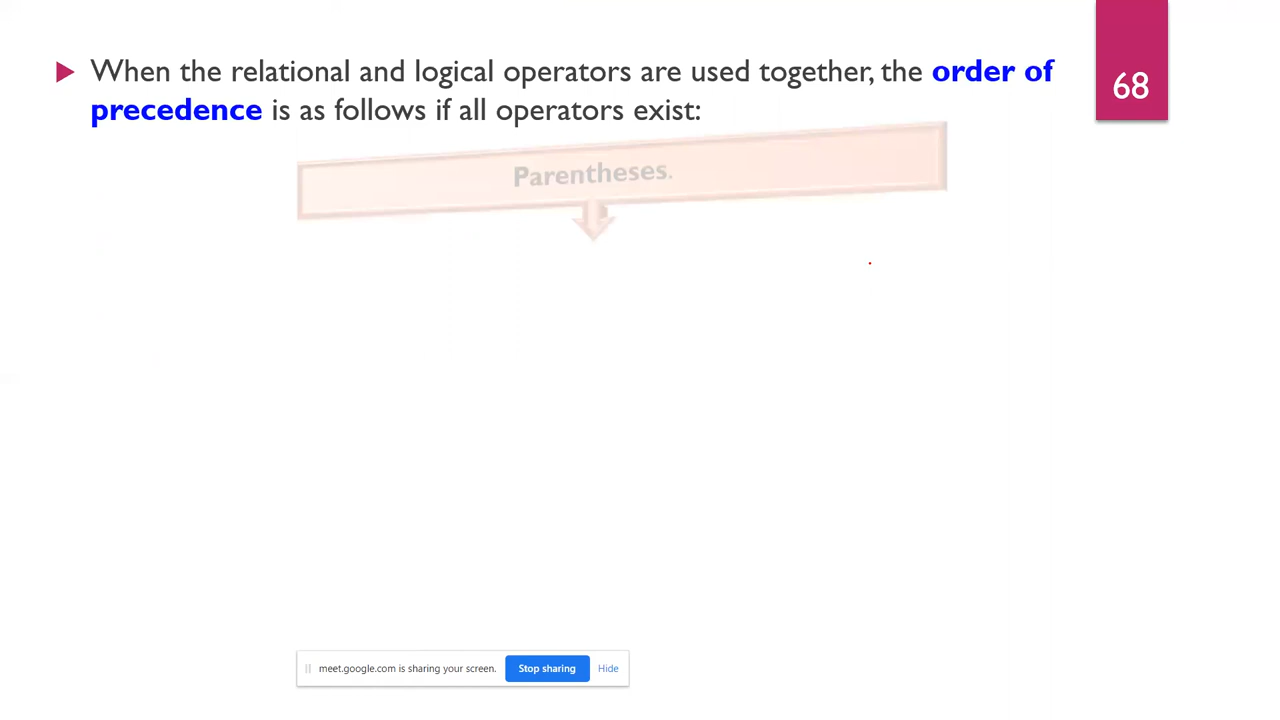 When the relational and logical operators are used together, the order of
precedence is as follows if all operators exist:
68
Parentheses.
meet.google.com is sharing your screen. Stop sharing Hide